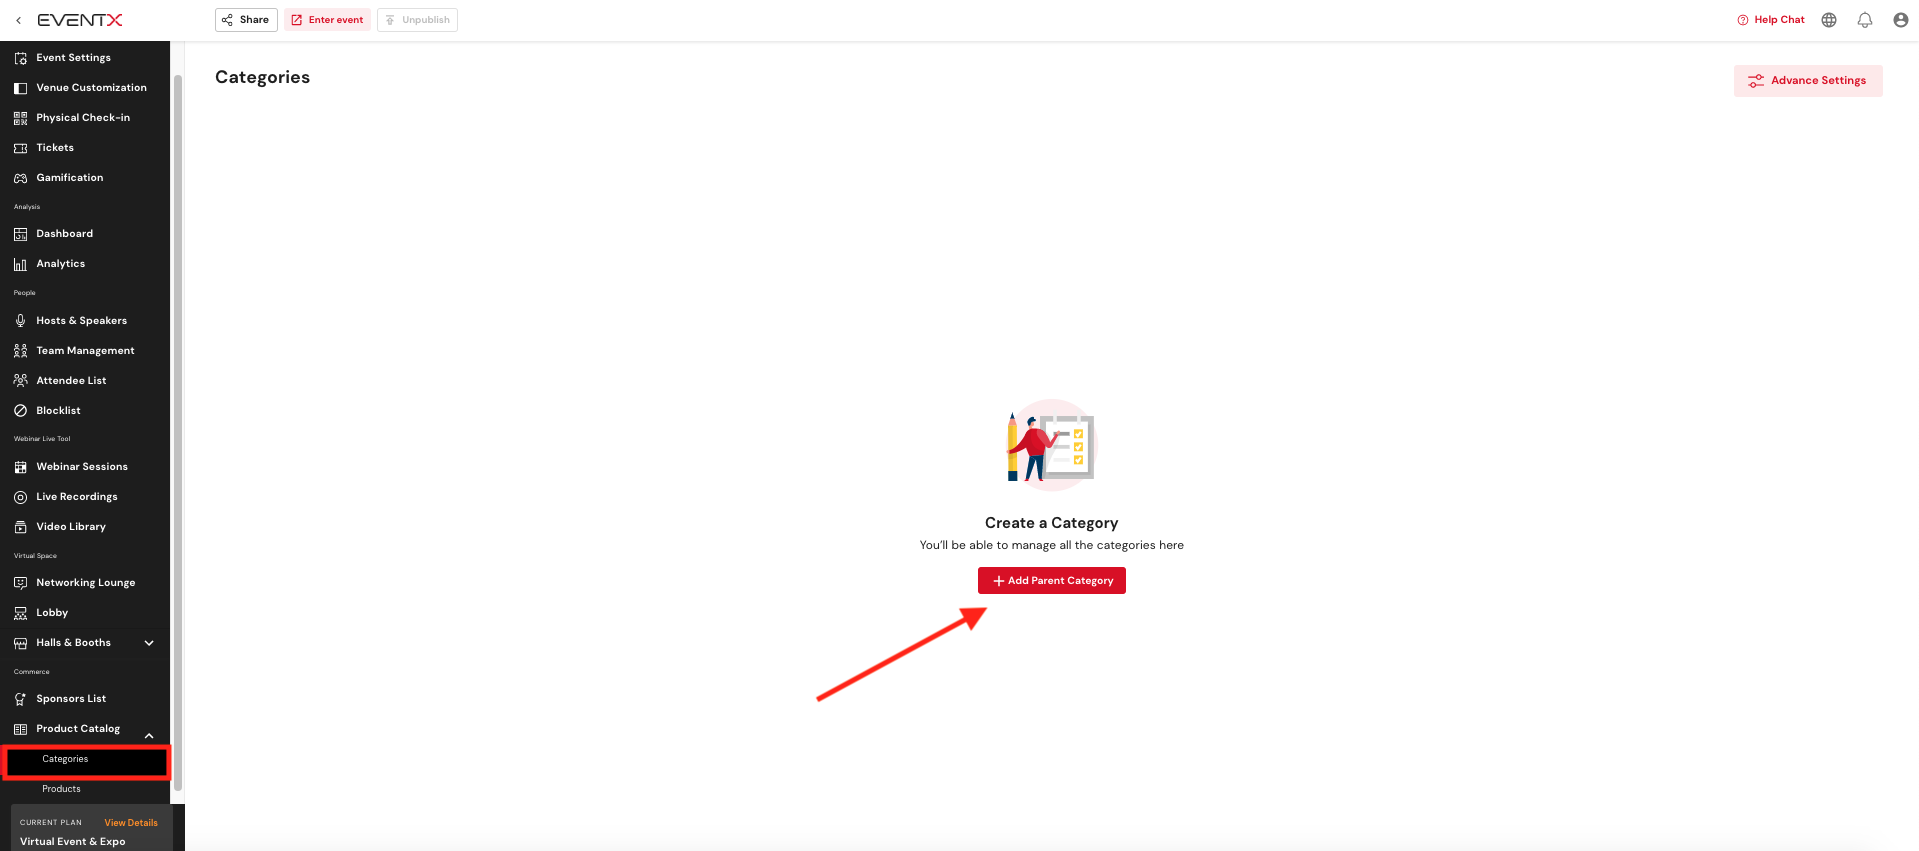 EVENTX
Share
Enter event
Unpublish
Help Chat
Event Settings
Venue Customization
Physical Check-in
Tickets
Gamification
Analysis
Dashboard
Analytics
People
Hosts & Speakers
Team Management
Attendee List
Blocklist
Webinar Live Tool
Webinar Sessions
Live Recordings
Video Library
Virtual Space
Networking Lounge
Lobby
Halls & Booths
Commerce
Sponsors List
Product Catalog
Categories
Products
CURRENT PLAN View Details
Virtual Event & Expo
Categories
Advance Settings
Create a Category
You'll be able to manage all the categories here
Add Parent Category